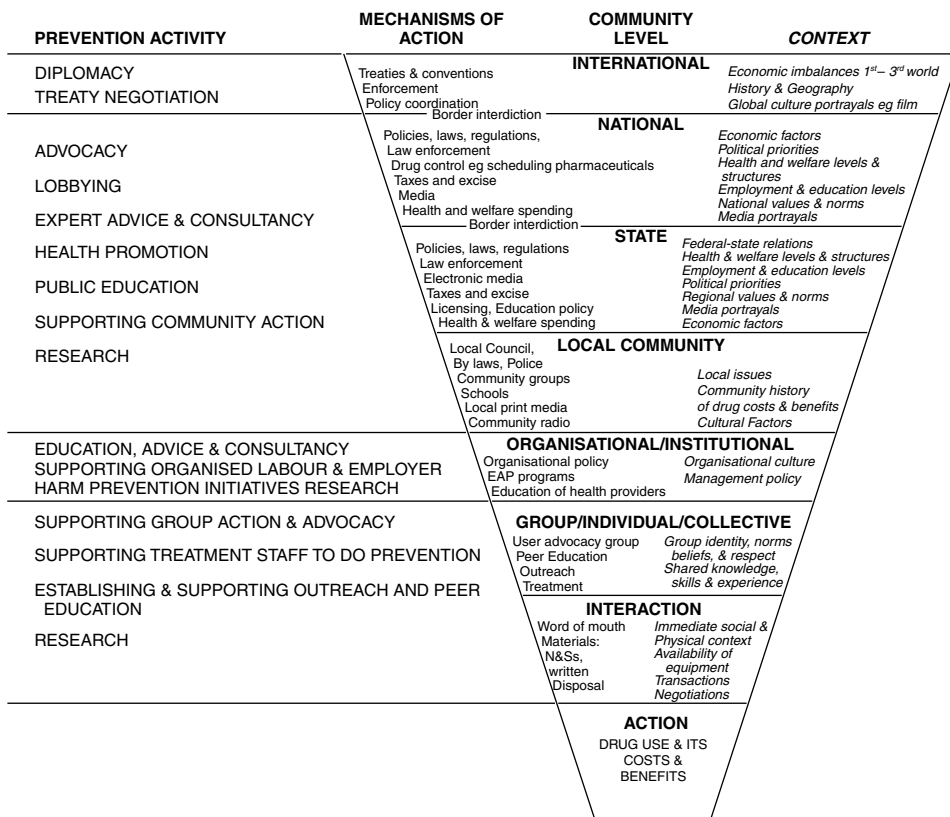 PREVENTION ACTIVITY
MECHANISMS OF
ACTION
COMMUNITY
LEVEL
CONTEXT
DIPLOMACY
TREATY NEGOTIATION
INTERNATIONAL
Treaties & conventions
Enforcement
Policy coordination
Border interdiction
Economic imbalances 1st– 3rd world
History & Geography
Global culture portrayals eg film
ADVOCACY
LOBBYING
EXPERT ADVICE & CONSULTANCY
HEALTH PROMOTION
PUBLIC EDUCATION
SUPPORTING COMMUNITY ACTION
RESEARCH
NATIONAL
Policies, laws, regulations,
Law enforcement
Drug control eg scheduling pharmaceuticals
Taxes and excise
Media
Health and welfare spending
Border interdiction
Economic factors
Political priorities
Health and welfare levels &
structures
Employment & education levels
National values & norms
Media portrayals
STATE
Policies, laws, regulations
Law enforcement
Electronic media
Taxes and excise
Licensing, Education policy
Health & welfare spending
Federal-state relations
Health & welfare levels & structures
Employment & education levels
Political priorities
Regional values & norms
Media portrayals
Economic factors
LOCAL COMMUNITY
Local Council,
By laws, Police
Community groups
Schools
Local print media
Community radio
Local issues
Community history
of drug costs & benefits
Cultural Factors
EDUCATION, ADVICE & CONSULTANCY
SUPPORTING ORGANISED LABOUR & EMPLOYER
HARM PREVENTION INITIATIVES RESEARCH
ORGANISATIONAL/INSTITUTIONAL
Organisational policy
EAP programs
Education of health providers
Organisational culture
Management policy
SUPPORTING GROUP ACTION & ADVOCACY
SUPPORTING TREATMENT STAFF TO DO PREVENTION
ESTABLISHING & SUPPORTING OUTREACH AND PEER
EDUCATION
RESEARCH
GROUP/INDIVIDUAL/COLLECTIVE
User advocacy group
Peer Education
Outreach
Treatment
Group identity, norms
beliefs, & respect
Shared knowledge,
skills & experience
INTERACTION
Word of mouth
Materials:
N&Ss,
written
Disposal
Immediate social &
Physical context
Availability of
equipment
Transactions
Negotiations
ACTION
DRUG USE & ITS
COSTS &
BENEFITS